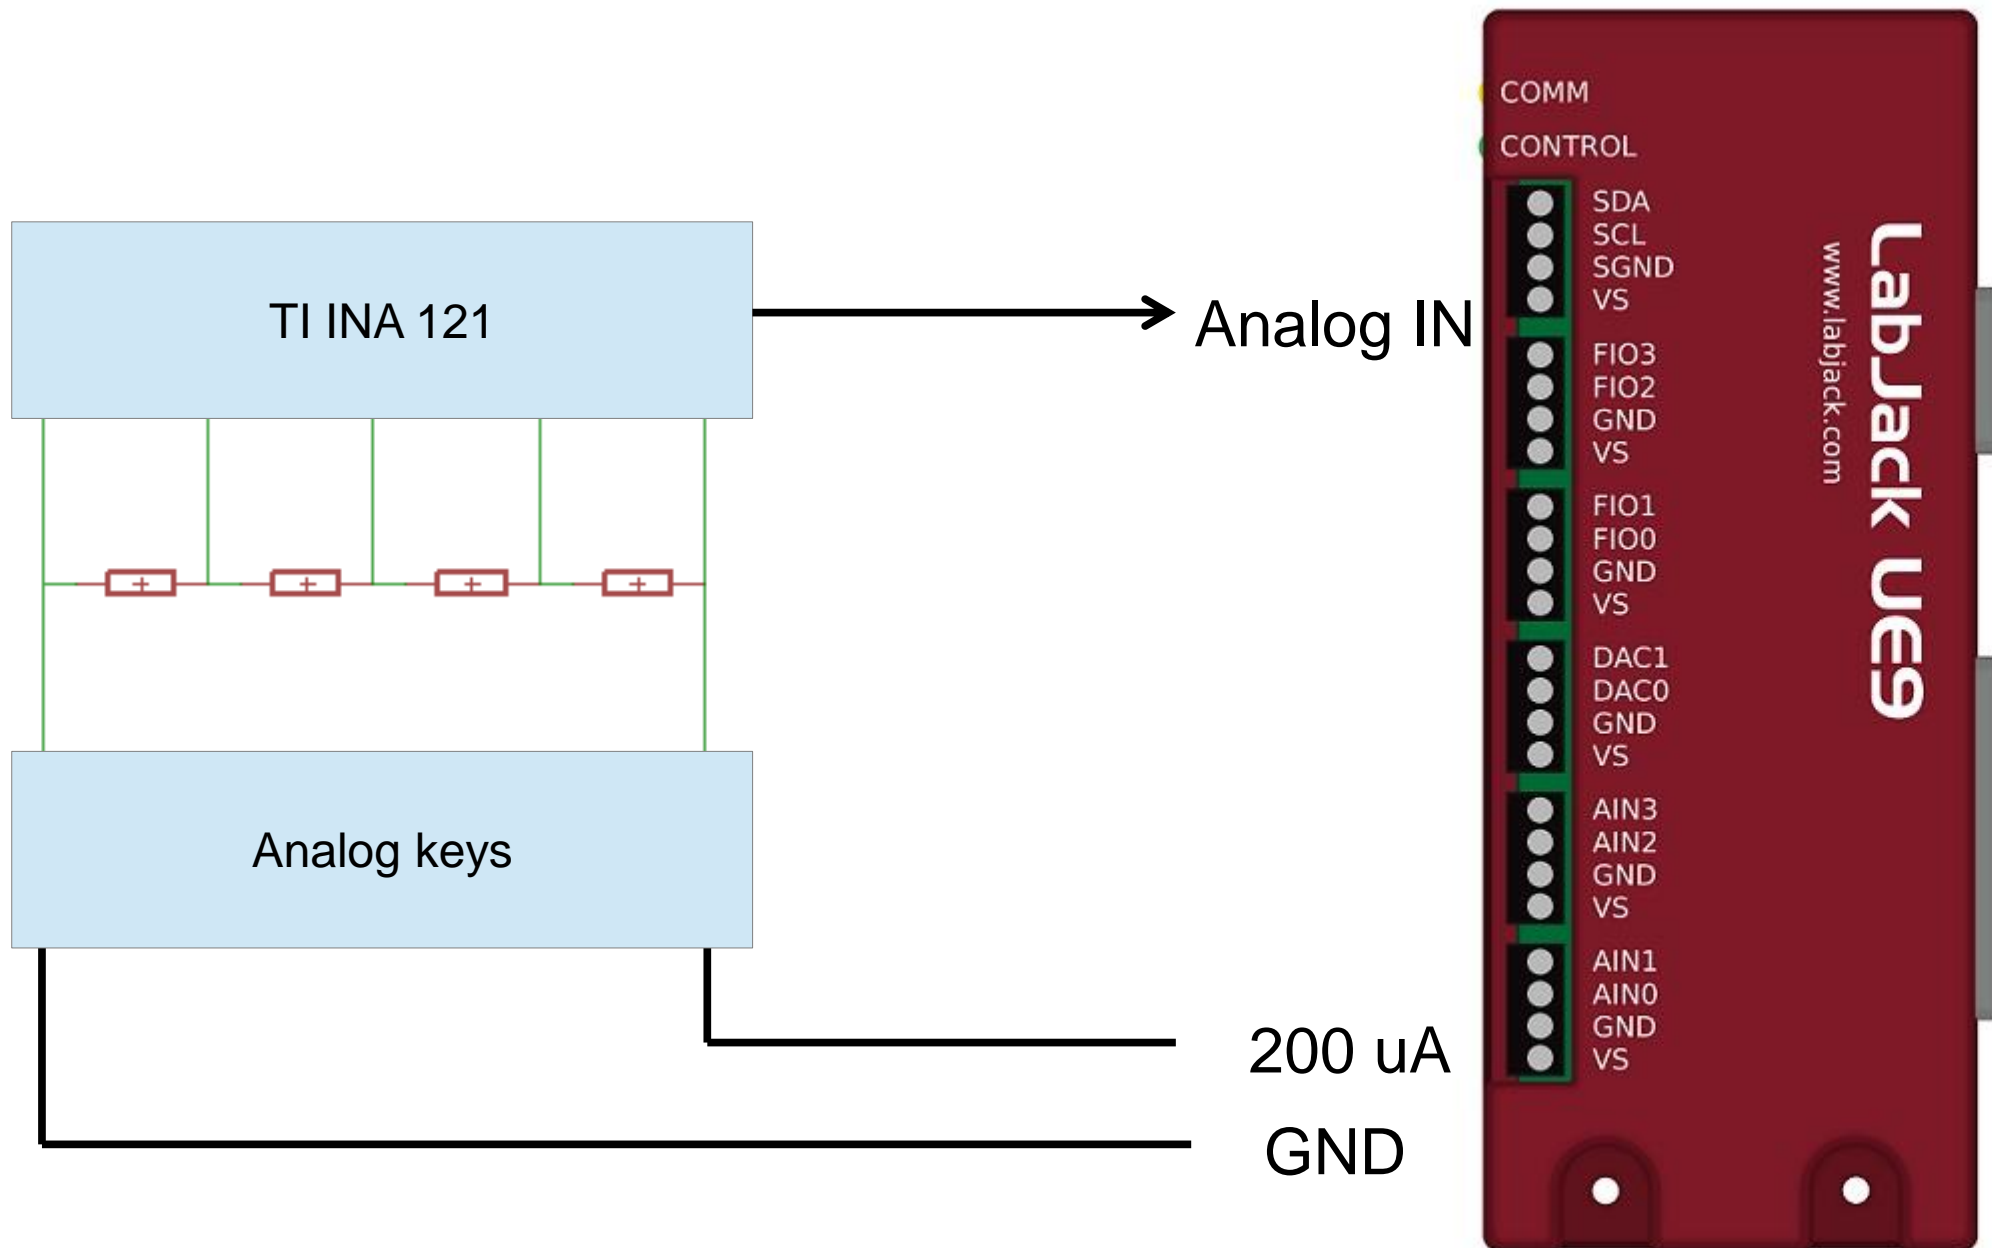 COMM
CONTROL
SDA
SCL
SGND
VS
FIO3
FIO2
GND
VS
FIO1
FIO0
GND
VS
DAC1
DAC0
GND
VS
AIN3
AIN2
GND
VS
AIN1
AIN0
GND
VS
LabJack UE9
www.labjack.com
TI INA 121
Analog IN
Analog keys
200 uA
GND